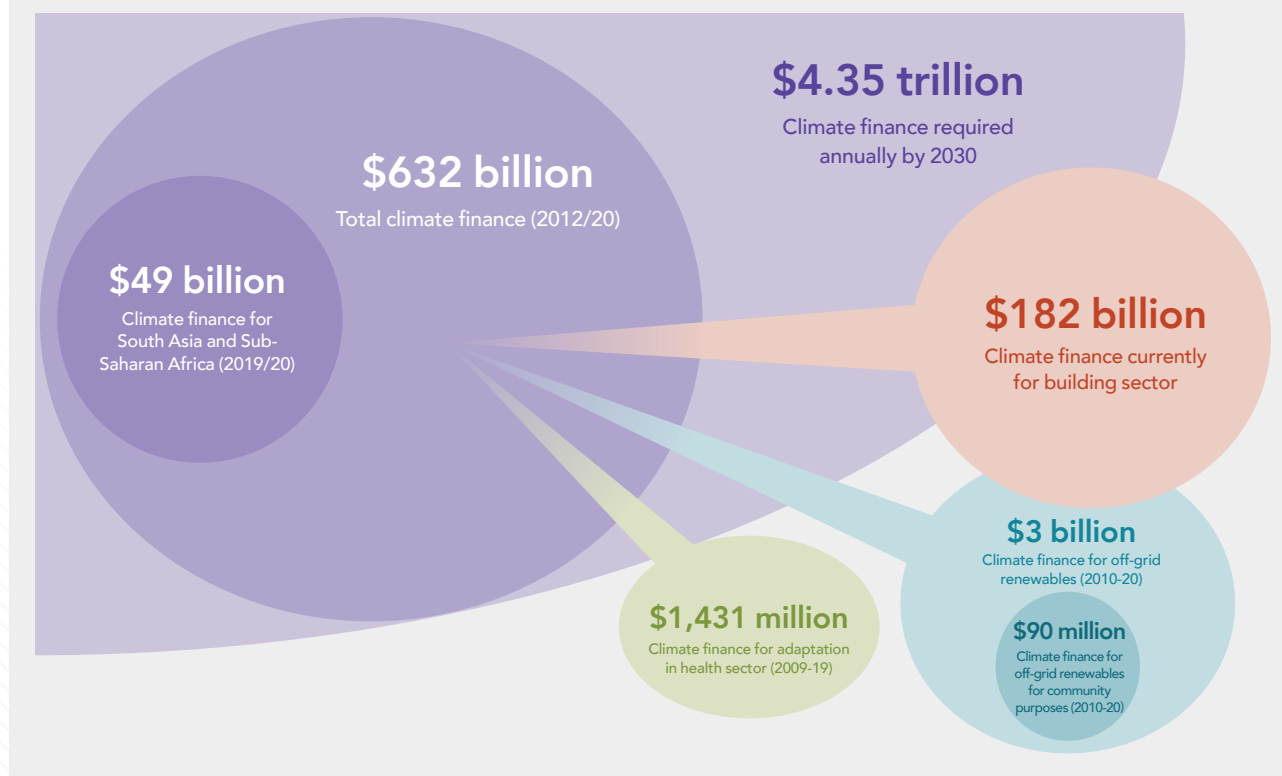 $4.35 trillion
Climate finance required
annually by 2030
$632 billion
Total climate finance (2012/20)
$49 billion
Climate finance for
South Asia and Sub-
Saharan Africa (2019/20)
$182 billion
Climate finance currently
for building sector
$3 billion
Climate finance for off-grid
renewables (2010-20)
$90 million
Climate finance for
off-grid renewables
for community
purposes (2010-20)
$1,431 million
Climate finance for adaptation
in health sector (2009-19)